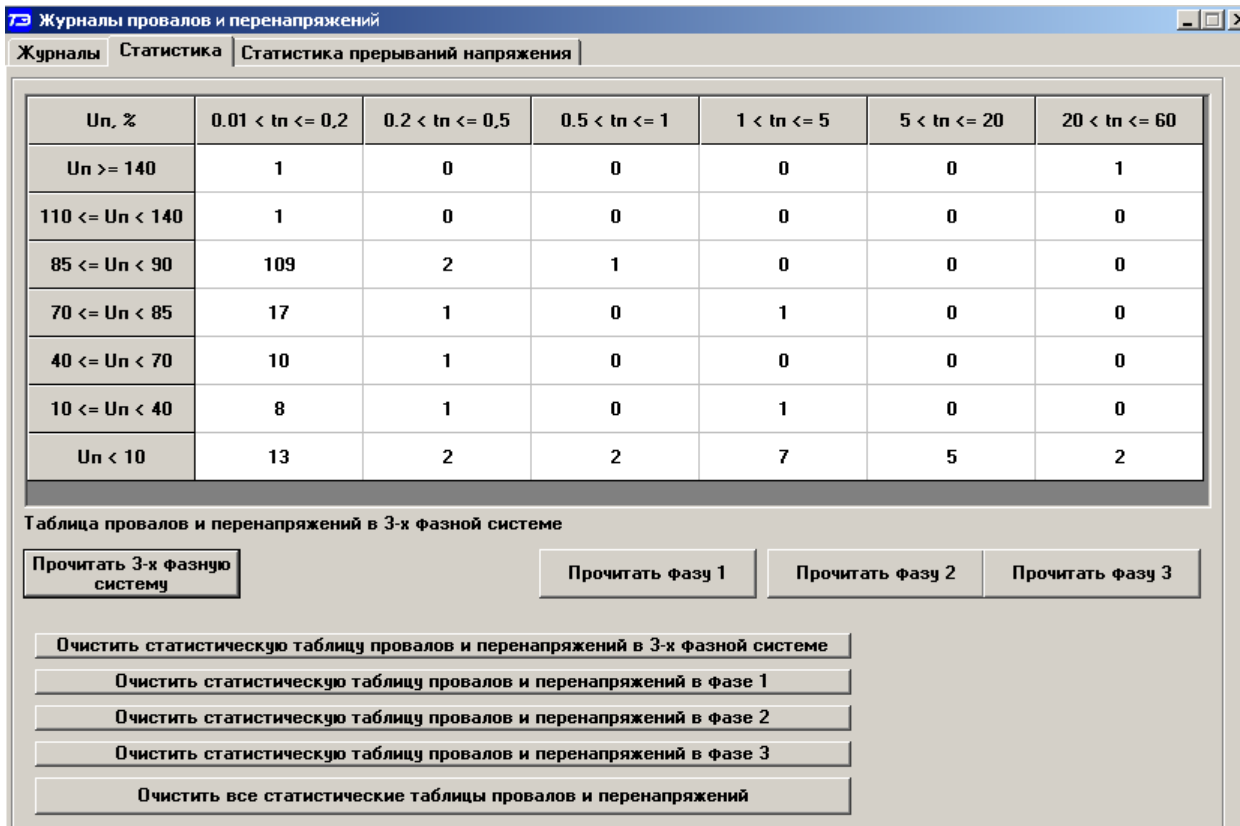 ТЭ Журналы провалов и перенапряжений
Журналы Статистика Статистика прерываний напряжения
Uп, % 0.01 < tп <= 0,2 0.2 < tп <= 0,5 0.5 < tп <= 1 1 < tп <= 5 5 < tп <= 20 20 < tп <= 60
Uп >= 140 1 0 0 0 0 1
110 <= Uп < 140 1 0 0 0 0 0
85 <= Uп < 90 109 2 1 0 0 0
70 <= Uп < 85 17 1 0 1 0 0
40 <= Uп < 70 10 1 0 0 0 0
10 <= Uп < 40 8 1 0 1 0 0
Uп < 10 13 2 2 7 5 2
Таблица провалов и перенапряжений в 3-х фазной системе
Прочитать 3-х фазную
систему
Прочитать фазу 1 Прочитать фазу 2 Прочитать фазу 3
Очистить статистическую таблицу провалов и перенапряжений в 3-х фазной системе
Очистить статистическую таблицу провалов и перенапряжений в фазе 1
Очистить статистическую таблицу провалов и перенапряжений в фазе 2
Очистить статистическую таблицу провалов и перенапряжений в фазе 3
Очистить все статистические таблицы провалов и перенапряжений